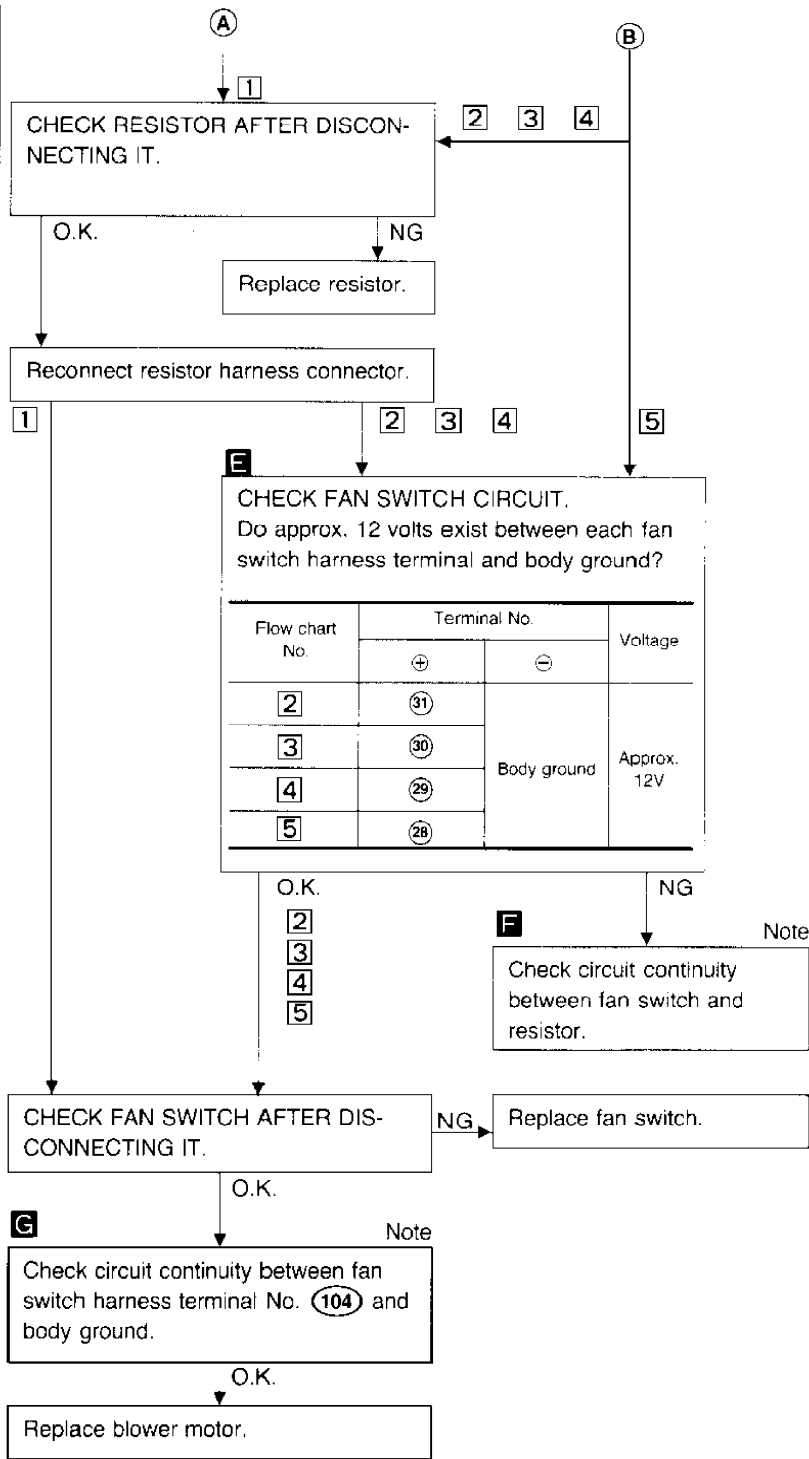 A
B
1
CHECK RESISTOR AFTER DISCON-
NECTING IT.
2 3 4
O.K.
NG
Replace resistor.
Reconnect resistor harness connector.
1
2 3 4
5
E
CHECK FAN SWITCH CIRCUIT.
Do approx. 12 volts exist between each fan
switch harness terminal and body ground?
Flow chart
No.
Terminal No.
Voltage
⊕
⊖
2
31
3
30
4
29
5
28
Body ground
Approx.
12V
O.K.
2
3
4
5
NG
F
Note
Check circuit continuity
between fan switch and
resistor.
CHECK FAN SWITCH AFTER DIS-
CONNECTING IT.
NG
Replace fan switch.
O.K.
G
Note
Check circuit continuity between fan
switch harness terminal No. 104 and
body ground.
O.K.
Replace blower motor.